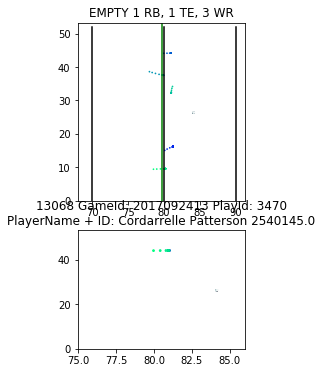 EMPTY 1 RB, 1 TE, 3 WR
50
40
30
20
10
0
70 75 80 85 90
13068 GameId: 2017092413 PlayId: 3470
PlayerName + ID: Cordarrelle Patterson 2540145.0
40
20
0
75.0 77.5 80.0 82.5 85.0